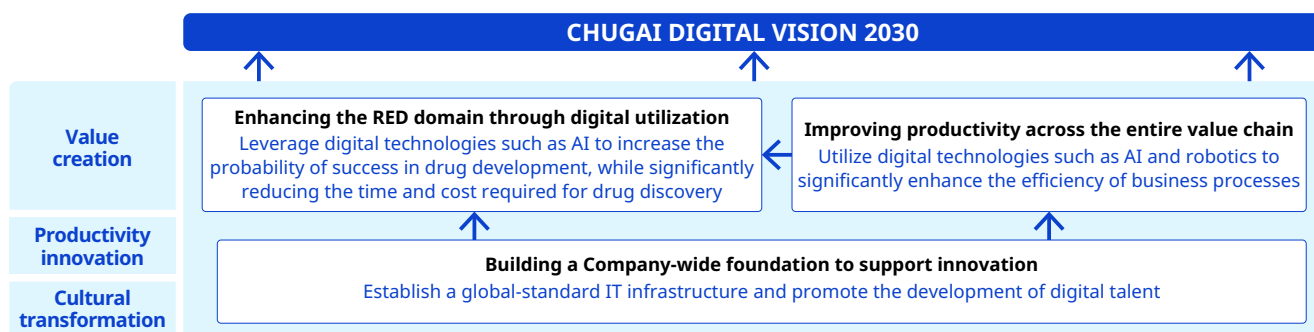 CHUGAI DIGITAL VISION 2030
Value
creation
Enhancing the RED domain through digital utilization
Leverage digital technologies such as AI to increase the
probability of success in drug development, while significantly
reducing the time and cost required for drug discovery
Improving productivity across the entire value chain
Utilize digital technologies such as AI and robotics to
significantly enhance the efficiency of business processes
Productivity
innovation
Building a Company-wide foundation to support innovation
Establish a global-standard IT infrastructure and promote the development of digital talent
Cultural
transformation